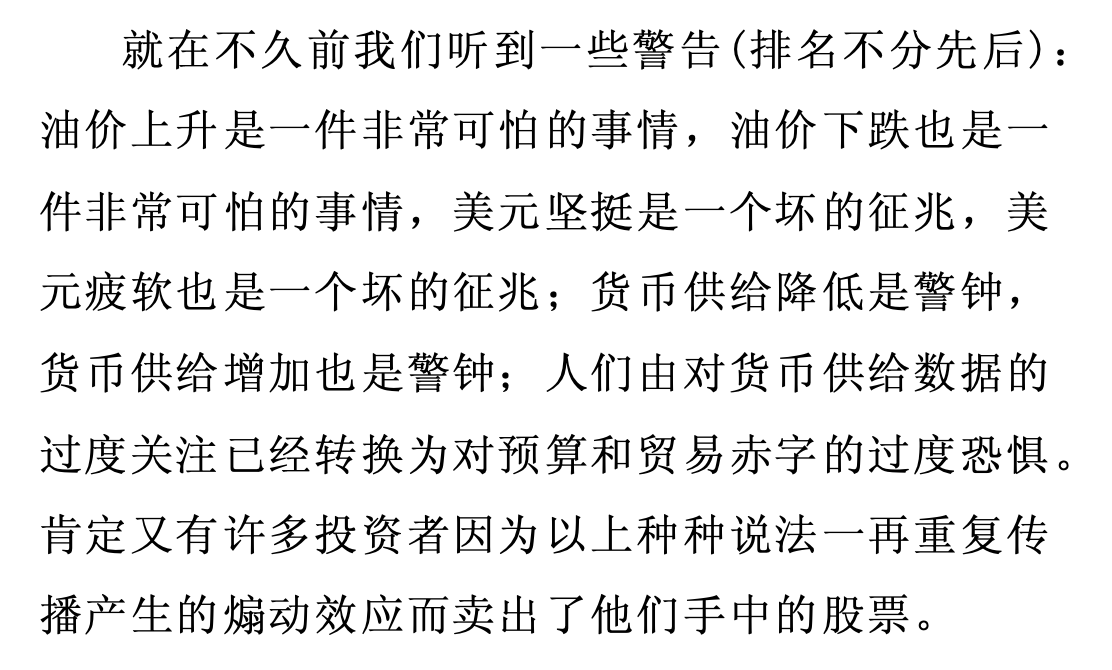 就在不久前我们听到一些警告(排名不分先后)：
油价上升是一件非常可怕的事情，油价下跌也是一
件非常可怕的事情，美元坚挺是一个坏的征兆，美
元疲软也是一个坏的征兆；货币供给降低是警钟，
货币供给增加也是警钟；人们由对货币供给数据的
过度关注已经转换为对预算和贸易赤字的过度恐惧。
肯定又有许多投资者因为以上种种说法一再重复传
播产生的煽动效应而卖出了他们手中的股票。